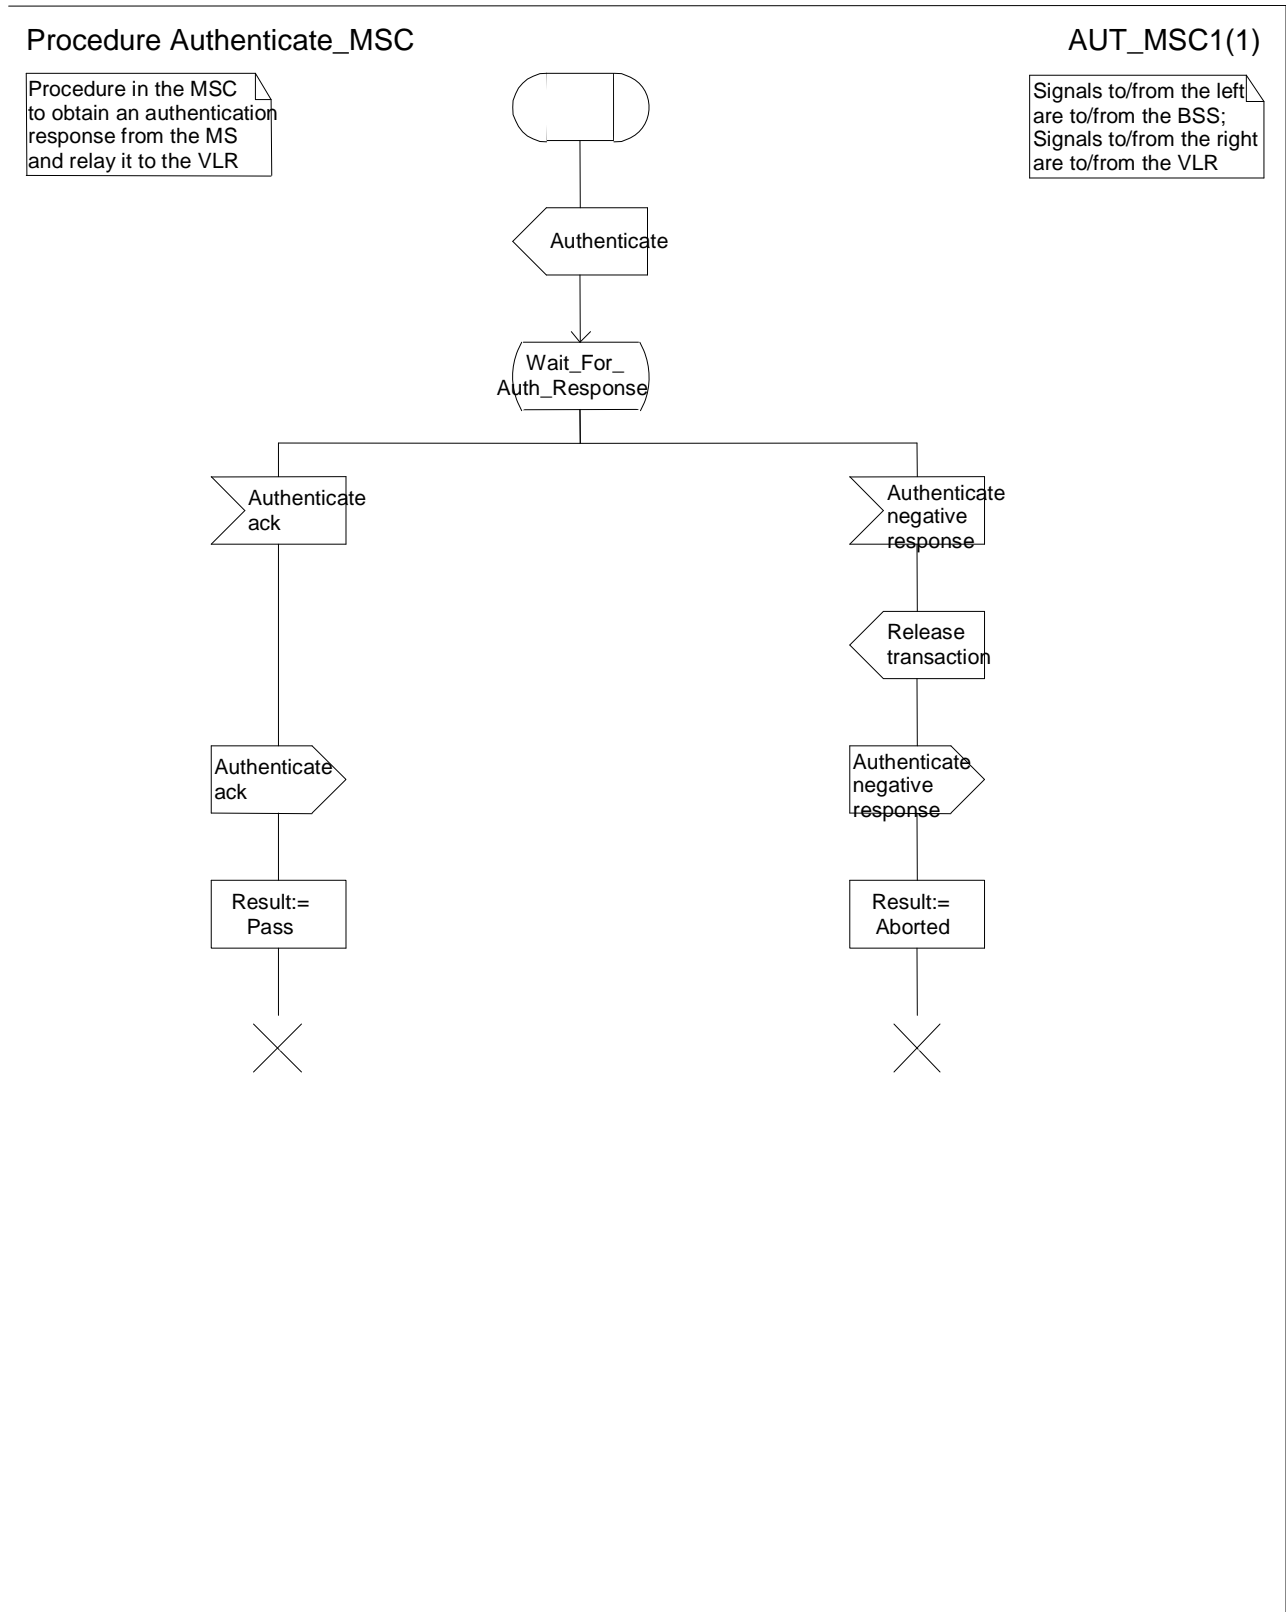 Procedure Authenticate_MSC
AUT_MSC1(1)
Procedure in the MSC
to obtain an authentication
response from the MS
and relay it to the VLR
Signals to/from the left
are to/from the BSS;
Signals to/from the right
are to/from the VLR
Authenticate
Wait_For_
Auth_Response
Authenticate
ack
Authenticate
negative
response
Release
transaction
Authenticate
ack
Authenticate
negative
response
Result:=
Pass
Result:=
Aborted